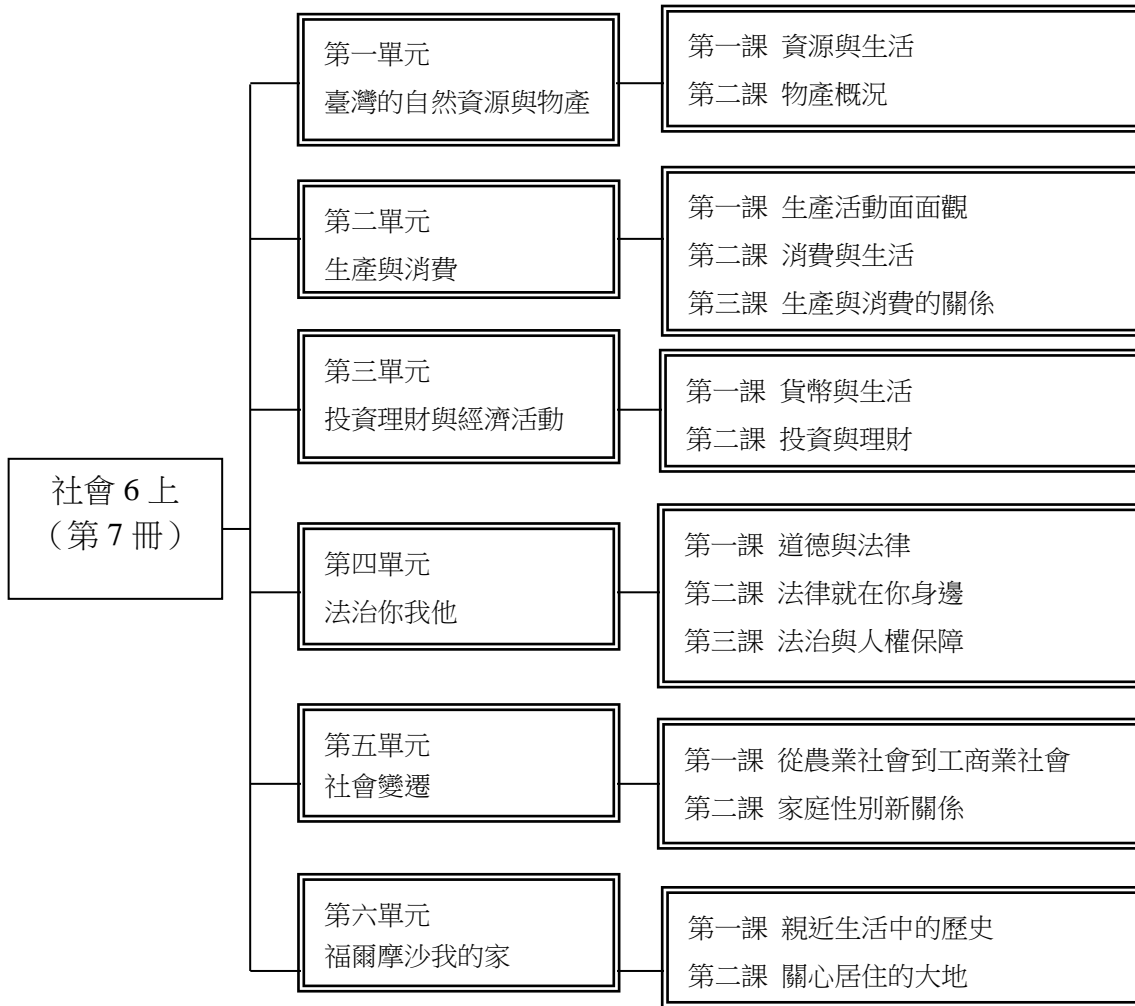 社會 6 上
（第 7 冊）
第一單元
臺灣的自然資源與物產
第一課 資源與生活
第二課 物產概況
第二單元
生產與消費
第一課 生產活動面面觀
第二課 消費與生活
第三課 生產與消費的關係
第三單元
投資理財與經濟活動
第一課 貨幣與生活
第二課 投資與理財
第四單元
法治你我他
第一課 道德與法律
第二課 法律就在你身邊
第三課 法治與人權保障
第五單元
社會變遷
第一課 從農業社會到工商業社會
第二課 家庭性別新關係
第六單元
福爾摩沙我的家
第一課 親近生活中的歷史
第二課 關心居住的大地